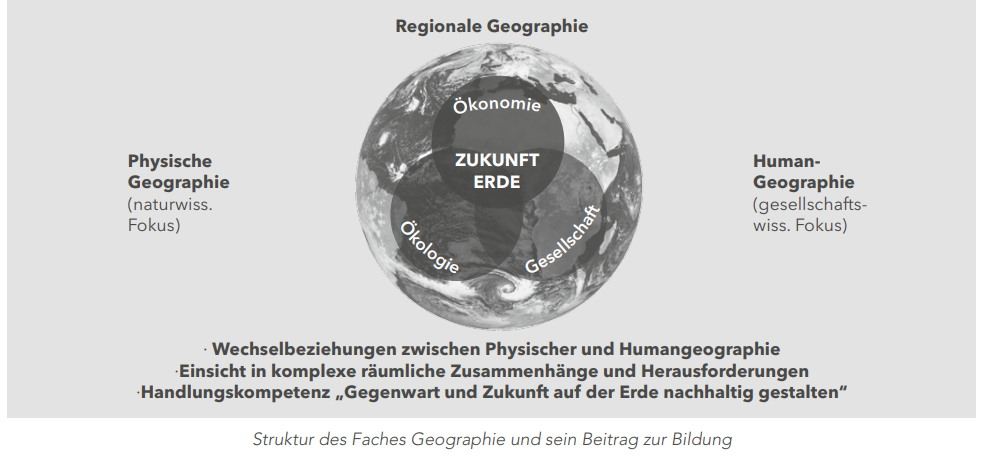 Regionale Geographie
Ökonomie
ZUKUNFT
ERDE
Ökologie
Gesellschaft
Physische
Geographie
(naturwiss.
Fokus)
Human-
Geographie
(gesellschafts-
wiss. Fokus)
· Wechselbeziehungen zwischen Physischer und Humangeographie
·Einsicht in komplexe räumliche Zusammenhänge und Herausforderungen
·Handlungskompetenz „Gegenwart und Zukunft auf der Erde nachhaltig gestalten“
Struktur des Faches Geographie und sein Beitrag zur Bildung